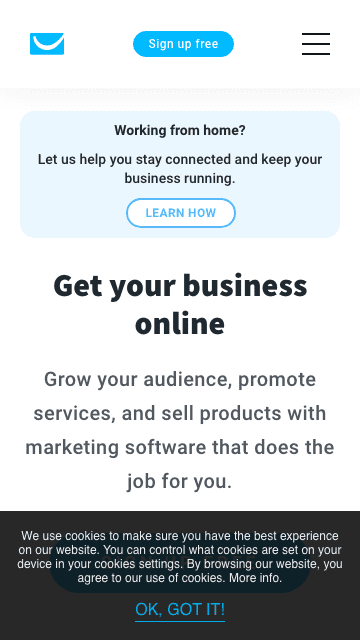 Sign up free
Working from home?
Let us help you stay connected and keep your
business running.
LEARN HOW
Get your business
online
Grow your audience, promote
services, and sell products with
marketing software that does the
job for you.
We use cookies to make sure you have the best experience
on our website. You can control what cookies are set on your
device in your cookies settings. By browsing our website, you
agree to our use of cookies. More info.
OK, GOT IT!